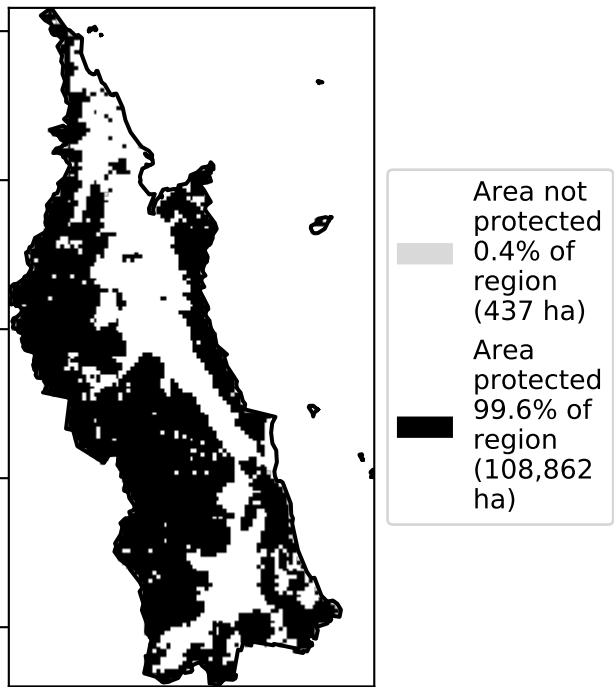 Area not
protected
0.4% of
region
(437 ha)
Area
protected
99.6% of
region
(108,862
ha)